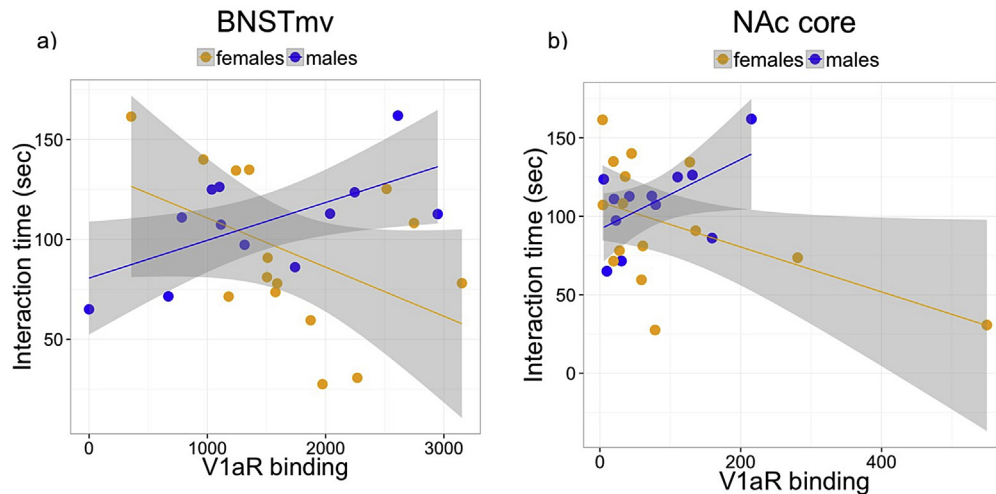 BNSTmv
a)
females males
Interaction time (sec)
150
100
50
0 1000 2000 3000
V1aR binding
NAc core
b)
females males
Interaction time (sec)
150
100
50
0
0 200 400
V1aR binding